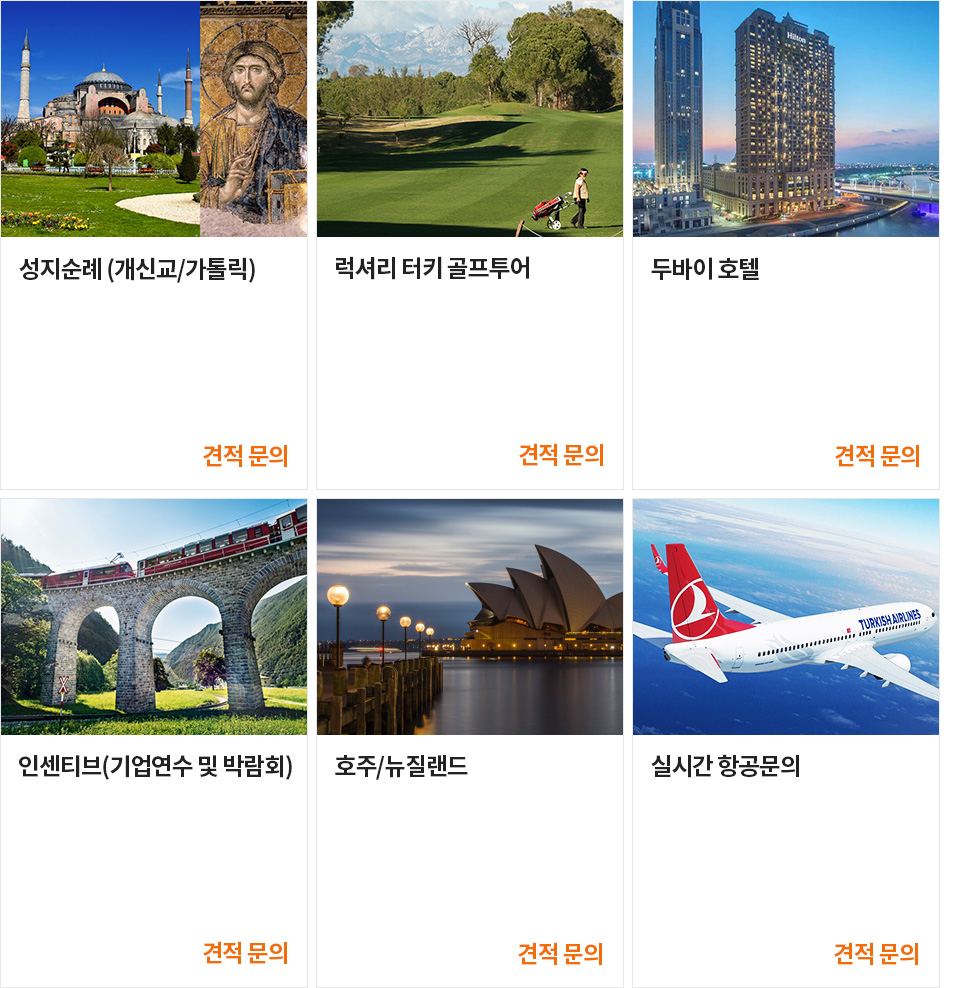 Hilton
성지순례 (개신교/가톨릭)
럭셔리 터키 골프투어
두바이 호텔
견적 문의
견적 문의
견적 문의
TURKISH AIRLINES
인센티브(기업연수 및 박람회)
호주/뉴질랜드
실시간 항공문의
견적 문의
견적 문의
견적 문의